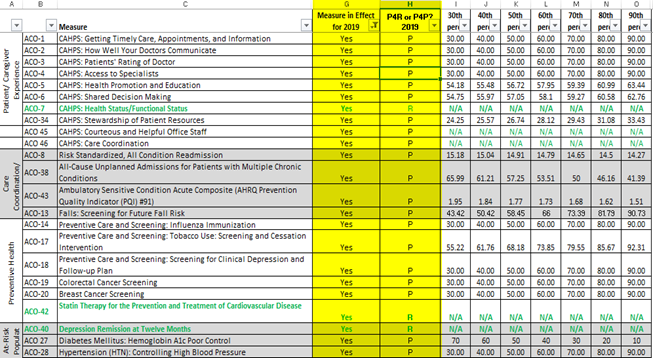 A B C G H I J K L M N O
Measure Measure in Effect for 2019 P4R or P4P? 2019 30th perc 40th perc 50th perc 60th perc 70th perc 80th perc 90th perc
Patient/ Caregiver Experience
ACO-1 CAHPS: Getting Timely Care, Appointments, and Information Yes P 30.00 40.00 50.00 60.00 70.00 80.00 90.00
ACO-2 CAHPS: How Well Your Doctors Communicate Yes P 30.00 40.00 50.00 60.00 70.00 80.00 90.00
ACO-3 CAHPS: Patients' Rating of Doctor Yes P 30.00 40.00 50.00 60.00 70.00 80.00 90.00
ACO-4 CAHPS: Access to Specialists Yes P 30.00 40.00 50.00 60.00 70.00 80.00 90.00
ACO-5 CAHPS: Health Promotion and Education Yes P 54.18 55.48 56.72 57.95 59.39 60.99 63.44
ACO-6 CAHPS: Shared Decision Making Yes P 54.75 55.97 57.05 58.1 59.27 60.58 62.76
ACO-7 CAHPS: Health Status/Functional Status Yes R N/A N/A N/A N/A N/A N/A N/A
ACO-34 CAHPS: Stewardship of Patient Resources Yes P 24.25 25.57 26.74 28.12 29.43 31.08 33.43
ACO 45 CAHPS: Courteous and Helpful Office Staff Yes P N/A N/A N/A N/A N/A N/A N/A
ACO 46 CAHPS: Care Coordination Yes P N/A N/A N/A N/A N/A N/A N/A
Care Coordination/
ACO-8 Risk Standardized, All Condition Readmission Yes P 15.18 15.04 14.91 14.79 14.65 14.5 14.27
ACO-38 All-Cause Unplanned Admissions for Patients with Multiple Chronic
Conditions Yes P 65.99 61.21 57.25 53.51 50 46.16 41.39
ACO-43 Ambulatory Sensitive Condition Acute Composite (AHRQ Prevention
Quality Indicator (PQI) #91) Yes P 1.95 1.84 1.77 1.73 1.68 1.62 1.51
ACO-13 Falls: Screening for Future Fall Risk Yes P 43.42 50.42 58.45 66 73.39 81.79 90.73
Preventive Health
ACO-14 Preventive Care and Screening: Influenza Immunization Yes P 30.00 40.00 50.00 60.00 70.00 80.00 90.00
ACO-17 Preventive Care and Screening: Tobacco Use: Screening and Cessation
Intervention Yes P 55.22 61.76 68.18 73.85 79.55 85.67 92.31
ACO-18 Preventive Care and Screening: Screening for Clinical Depression and
Follow-up Plan Yes P 30.00 40.00 50.00 60.00 70.00 80.00 90.00
ACO-19 Colorectal Cancer Screening Yes P 30.00 40.00 50.00 60.00 70.00 80.00 90.00
ACO-20 Breast Cancer Screening Yes P 30.00 40.00 50.00 60.00 70.00 80.00 90.00
ACO-42 Statin Therapy for the Prevention and Treatment of Cardiovascular Disease
Yes R N/A N/A N/A N/A N/A N/A N/A
At-Risk Populat
ACO-40 Depression Remission at Twelve Months Yes R N/A N/A N/A N/A N/A N/A N/A
ACO 27 Diabetes Mellitus: Hemoglobin A1c Poor Control Yes P 70 60 50 40 30 20 10
ACO-28 Hypertension (HTN): Controlling High Blood Pressure Yes P 30.00 40.00 50.00 60.00 70.00 80.00 90.00